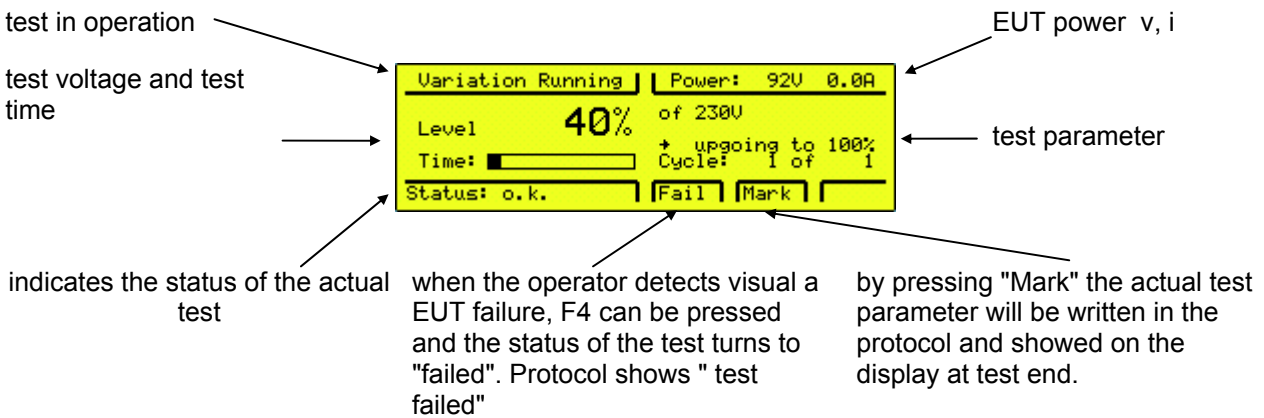 test in operation
EUT power v, i
test voltage and test
time
Variation Running
Power: 92V 0.0A
Level 40% of 230V
→ upgoing to 100%
Time:
Cycle: 1 of 1
Status: o.k.
Fail
Mark
test parameter
indicates the status of the actual
test
when the operator detects visual a
EUT failure, F4 can be pressed
and the status of the test turns to
"failed". Protocol shows " test
failed"
by pressing "Mark" the actual test
parameter will be written in the
protocol and showed on the
display at test end.